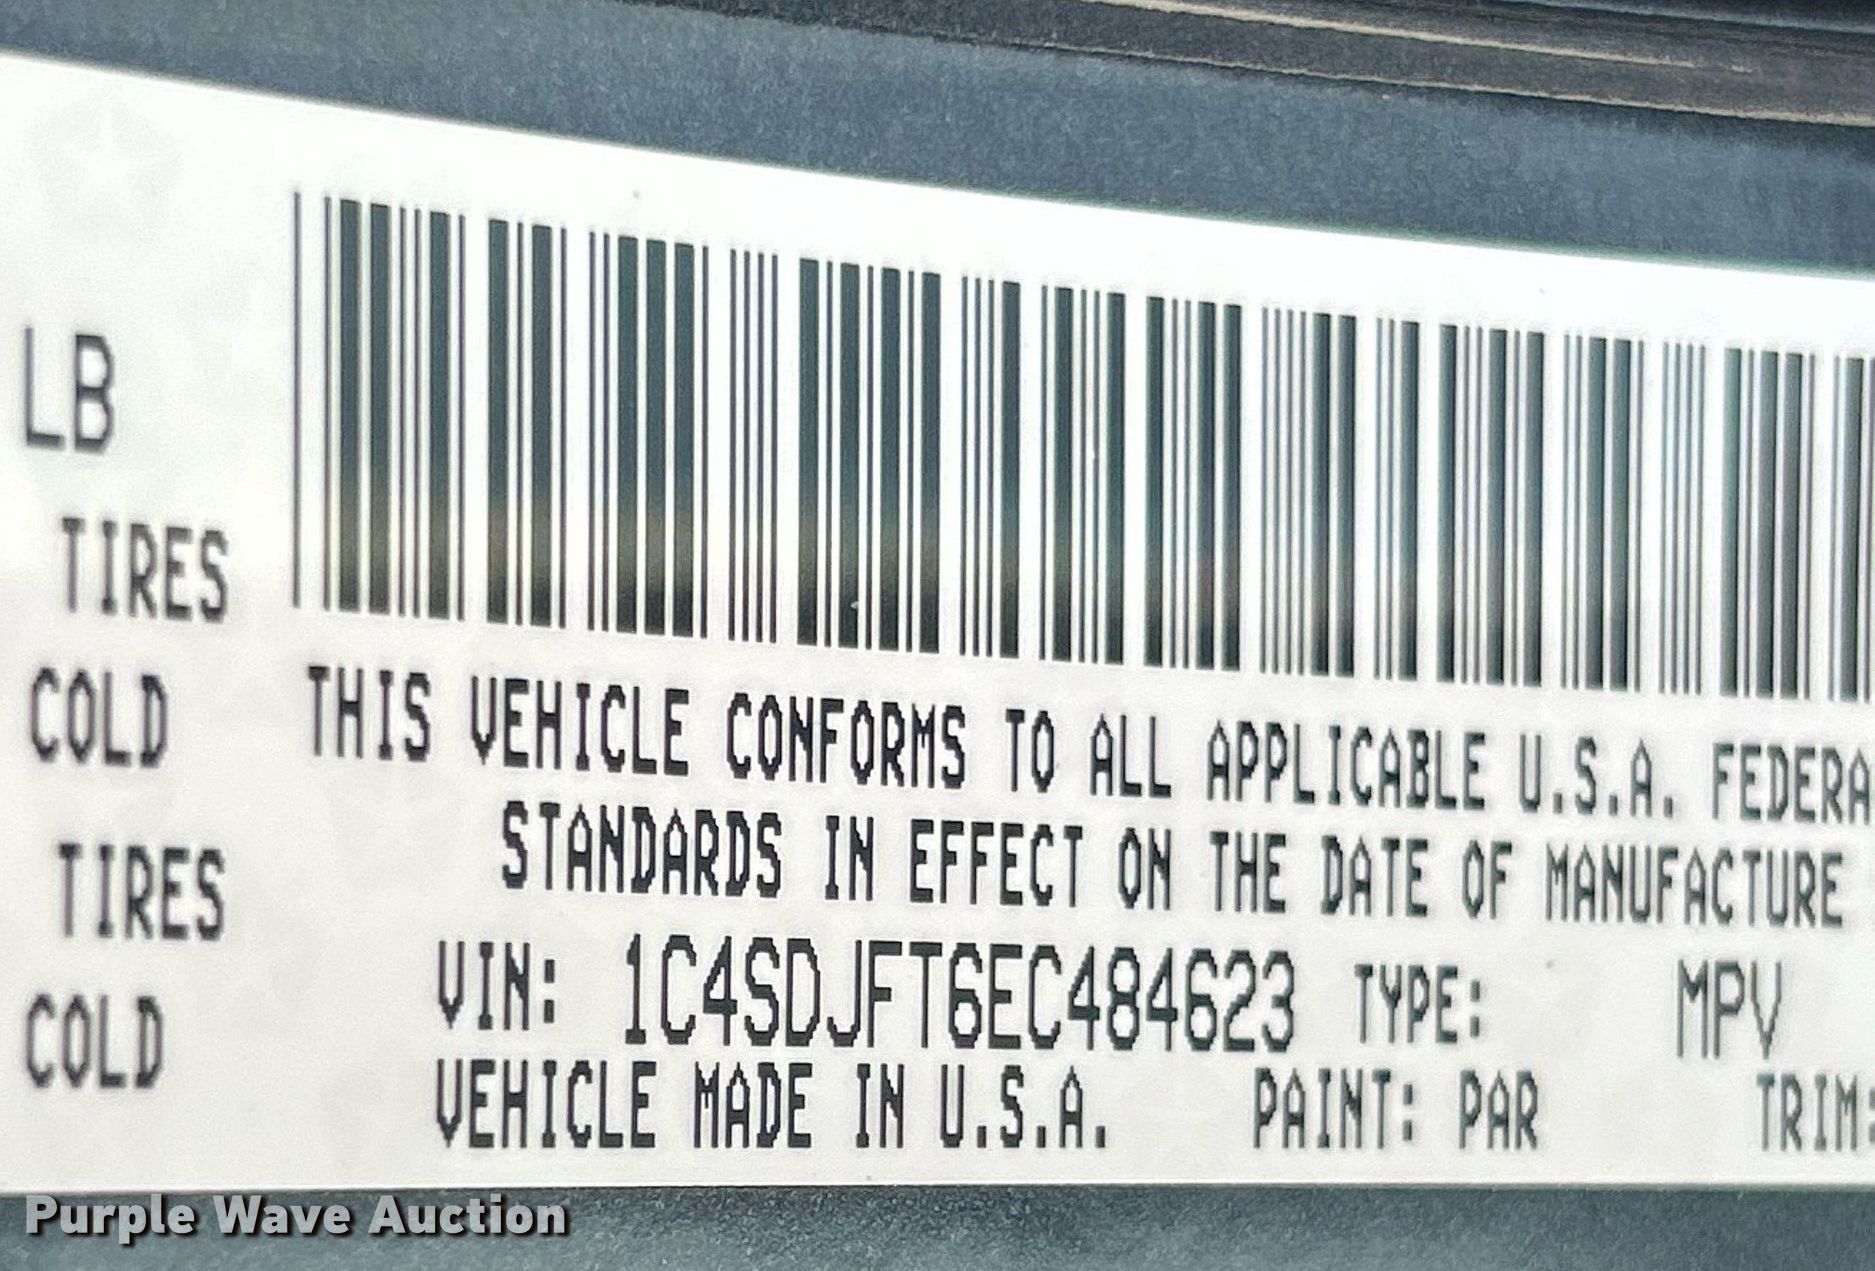 LB
TIRES
COLD
TIRES
COLD
THIS VEHICLE CONFORMS TO ALL APPLICABLE U.S.A. FEDERA
STANDARDS IN EFFECT ON THE DATE OF MANUFACTURE
VIN: 1C4SDJFT6EC484623 TYPE: MPV
VEHICLE MADE IN U.S.A. PAINT: PAR TRIM:
Purple Wave Auction